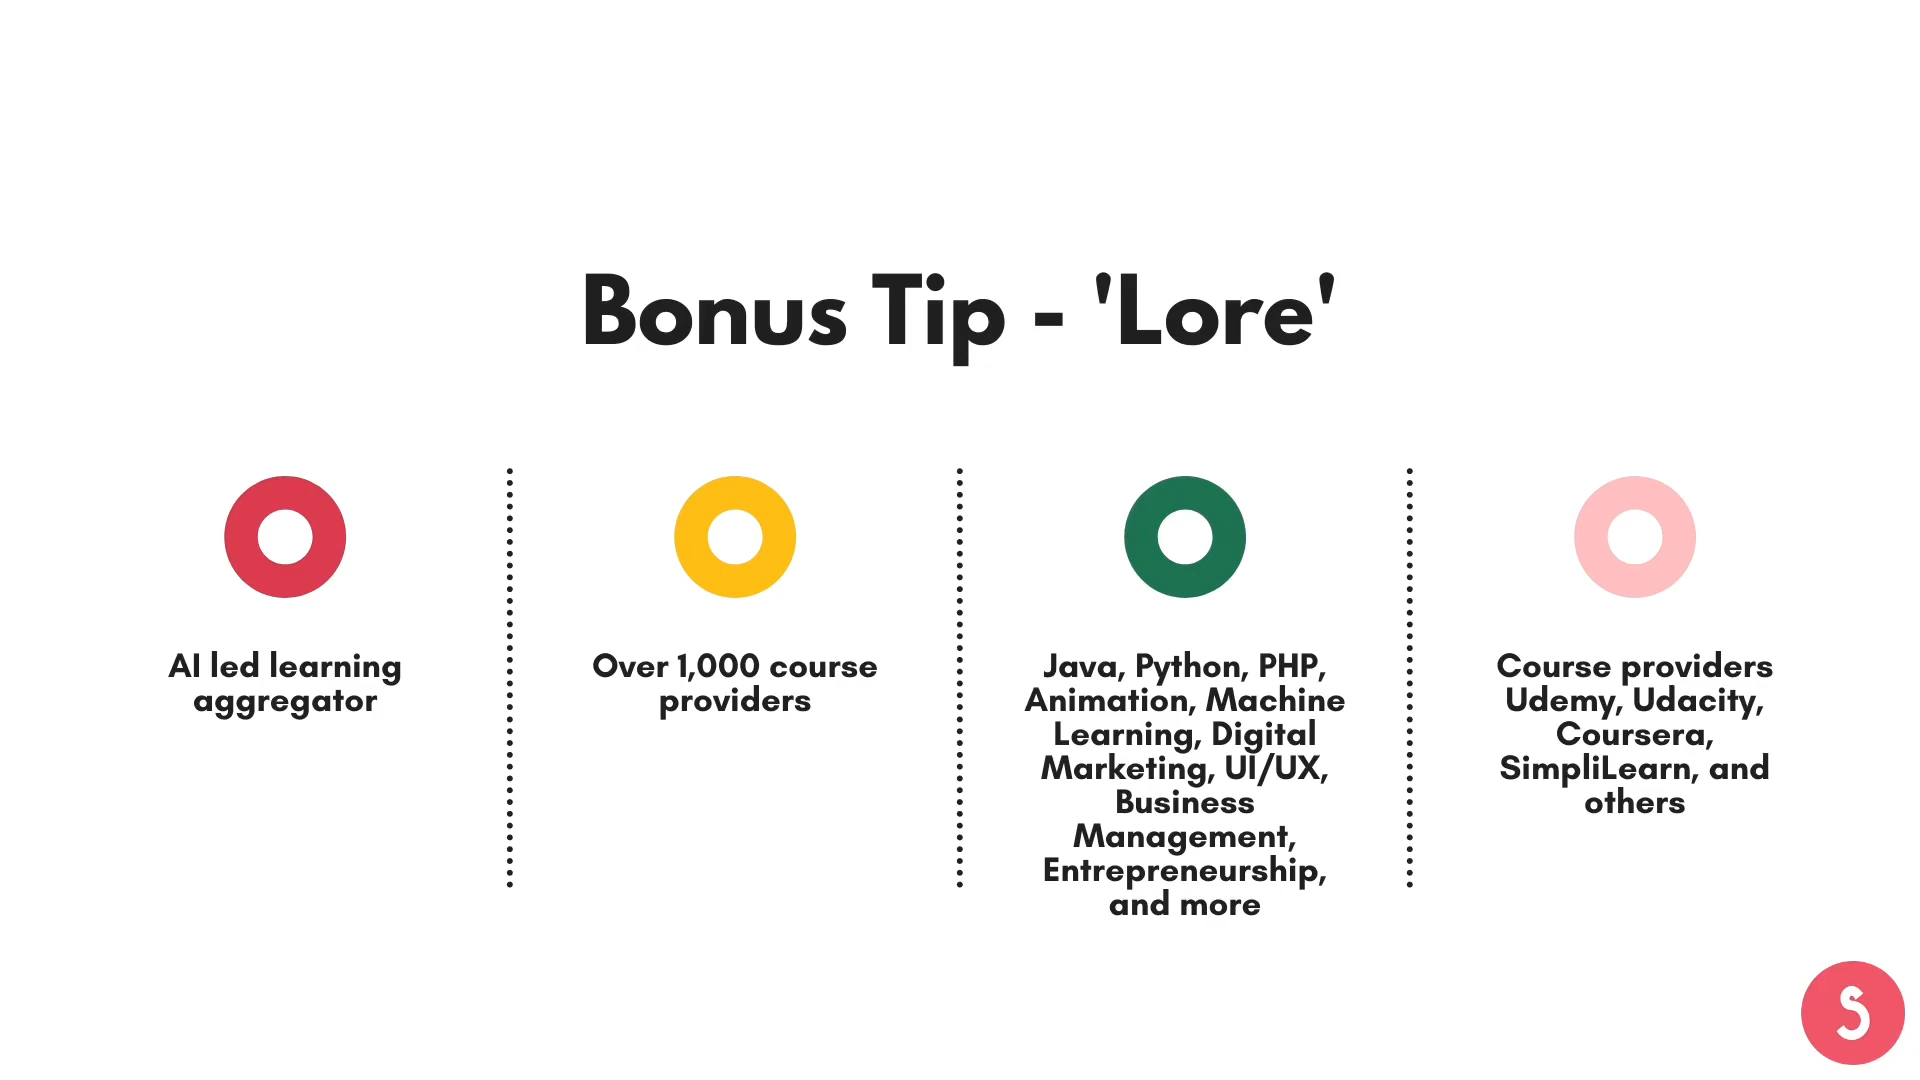 Bonus Tip - 'Lore'
AI led learning
aggregator
Over 1,000 course
providers
Java, Python, PHP,
Animation, Machine
Learning, Digital
Marketing, UI/UX,
Business
Management,
Entrepreneurship,
and more
Course providers
Udemy, Udacity,
Coursera,
SimpliLearn, and
others
S